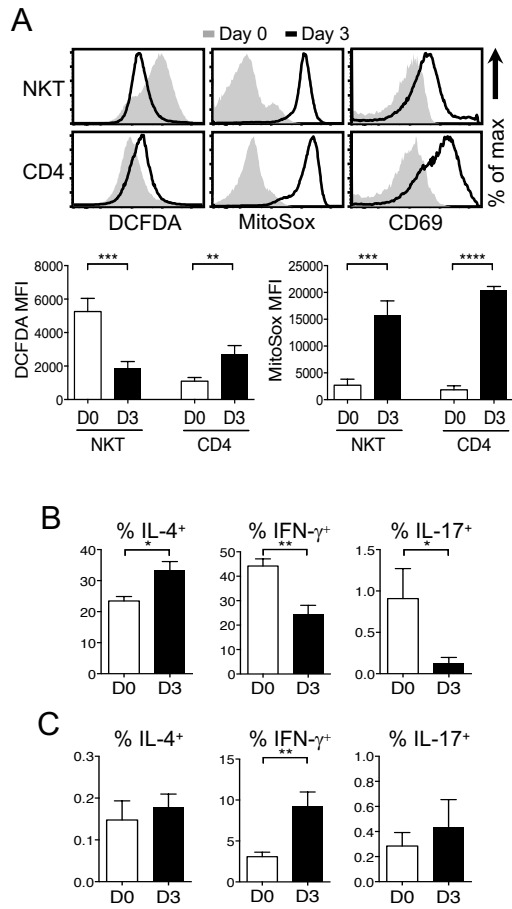 A
Day 0 Day 3
NKT
CD4
% of max
DCFDA MitoSox CD69
DCFDA MFI
8000
6000
4000
2000
0
*** **
D0 D3 D0 D3
NKT CD4
MitoSox MFI
25000
20000
15000
10000
5000
0
*** ****
D0 D3 D0 D3
NKT CD4
B
% IL-4+
40
30
20
10
0
*
D0 D3
% IFN-γ+
50
40
30
20
10
0
**
D0 D3
% IL-17+
1.5
1.0
0.5
0.0
*
D0 D3
C
% IL-4+
0.3
0.2
0.1
0.0
D0 D3
% IFN-γ+
15
10
5
0
**
D0 D3
% IL-17+
1.0
0.8
0.6
0.4
0.2
0.0
D0 D3